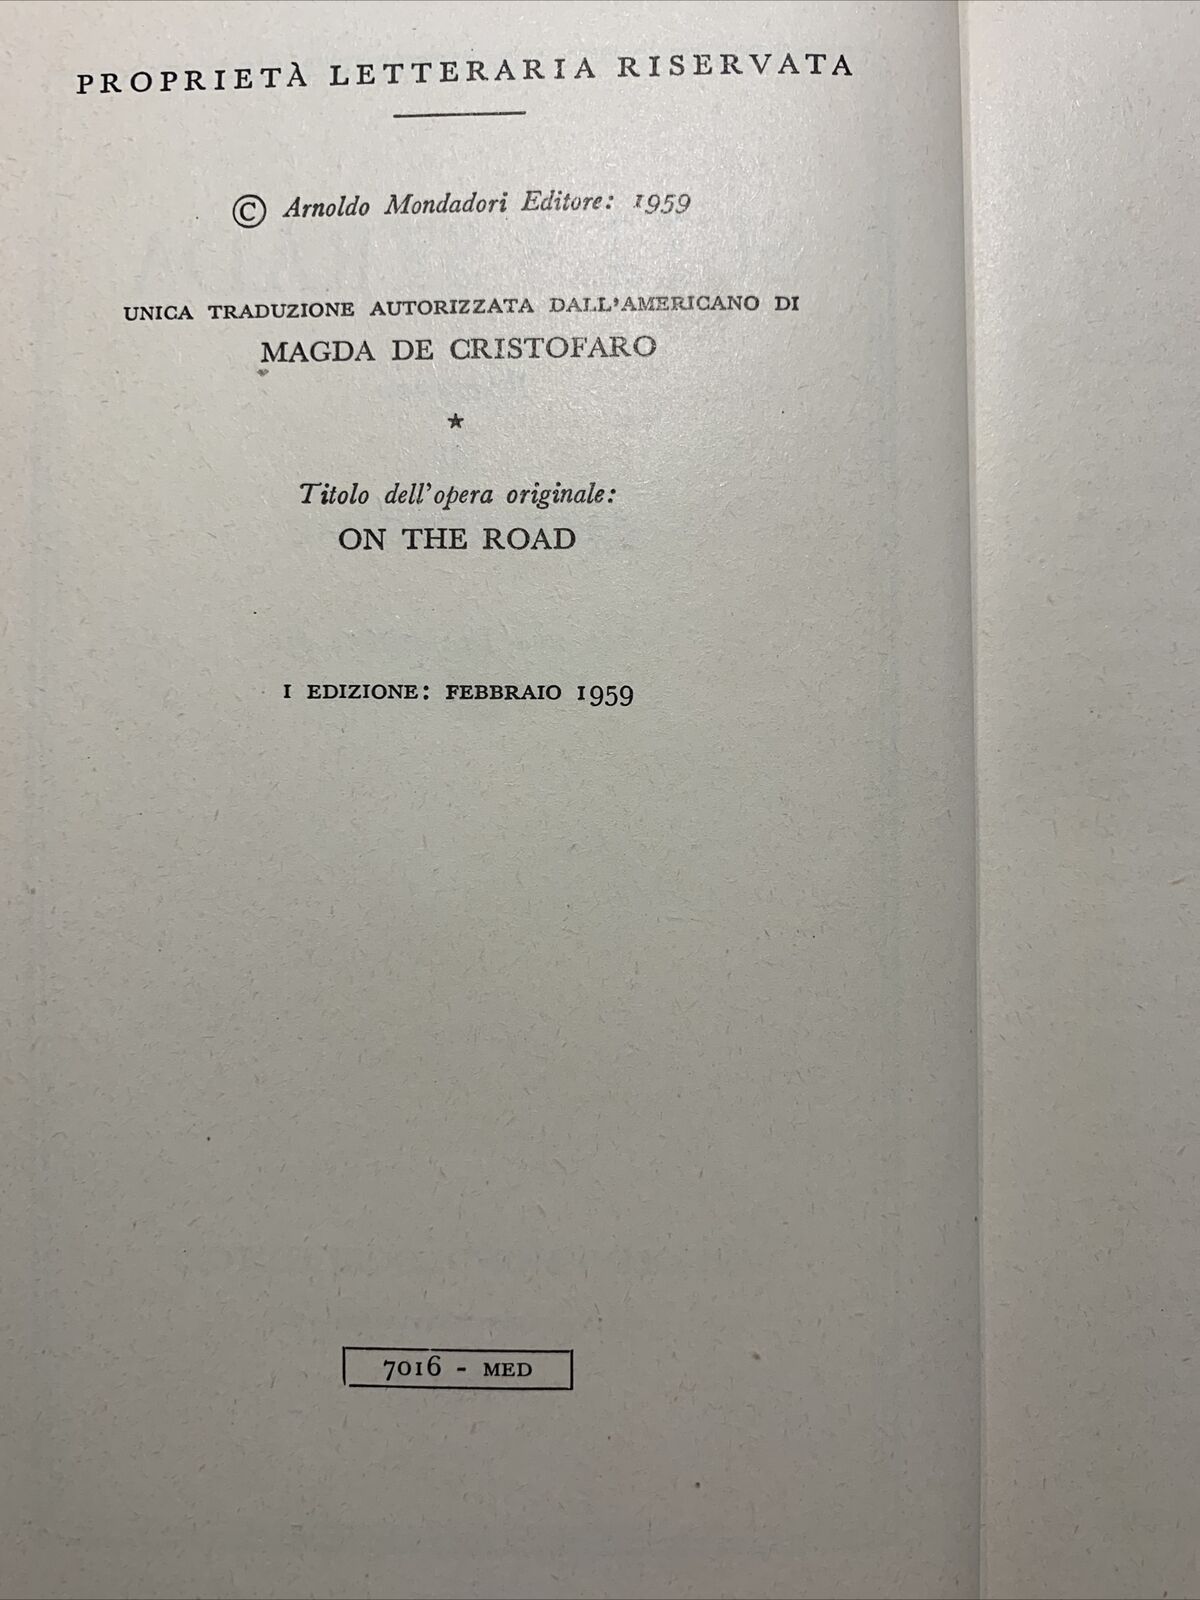 PROPRIETÀ LETTERARIA RISERVATA
© Arnoldo Mondadori Editore: 1959
UNICA TRADUZIONE AUTORIZZATA DALL'AMERICANO DI
MAGDA DE CRISTOFARO
★
Titolo dell'opera originale:
ON THE ROAD
I EDIZIONE: FEBBRAIO 1959
7016 - MED